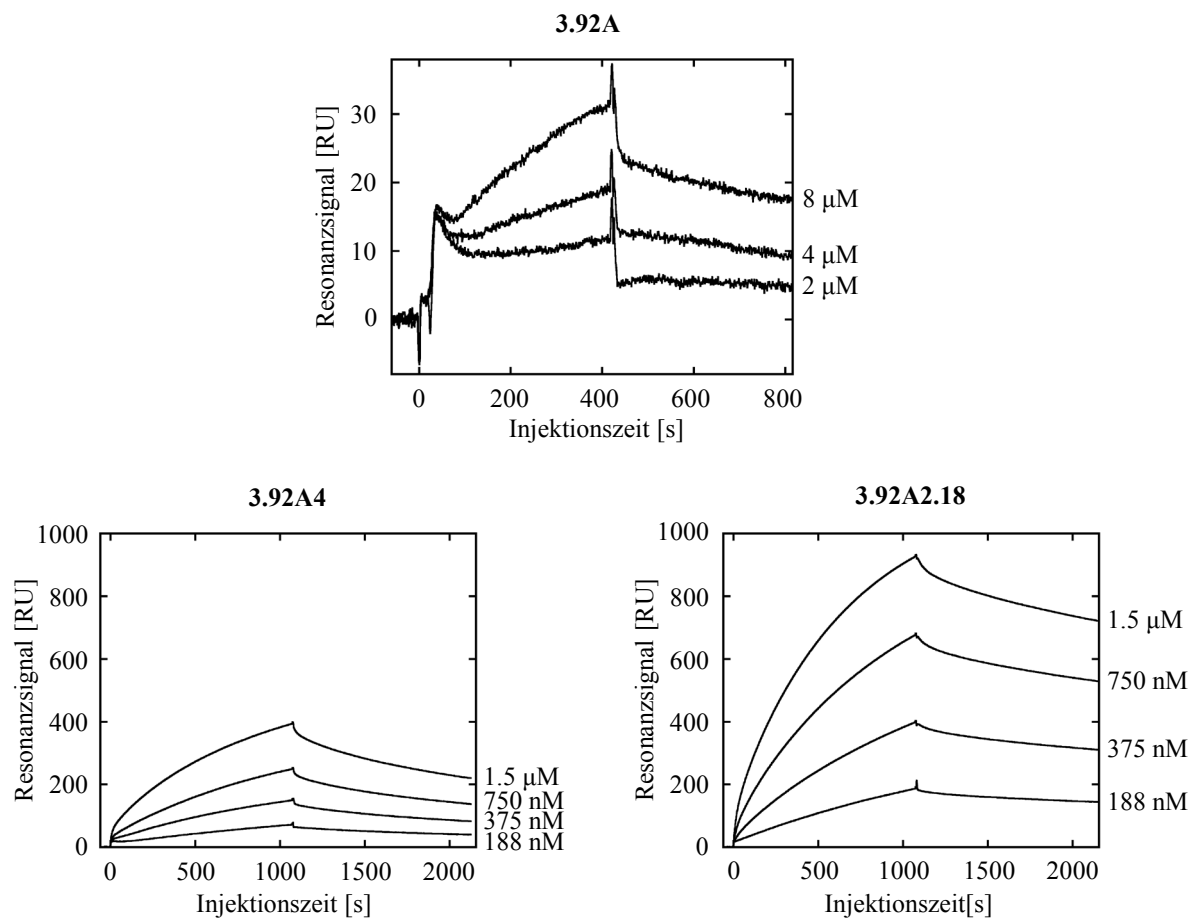 3.92A
Resonanzsignal [RU]
30
20
10
0
8 μM
4 μM
2 μM
0 200 400 600 800
Injektionszeit [s]
3.92A4
Resonanzsignal [RU]
1000
800
600
400
200
0
1.5 μM
750 nM
375 nM
188 nM
0 500 1000 1500 2000
Injektionszeit [s]
3.92A2.18
Resonanzsignal [RU]
1000
800
600
400
200
0
1.5 μM
750 nM
375 nM
188 nM
0 500 1000 1500 2000
Injektionszeit[s]